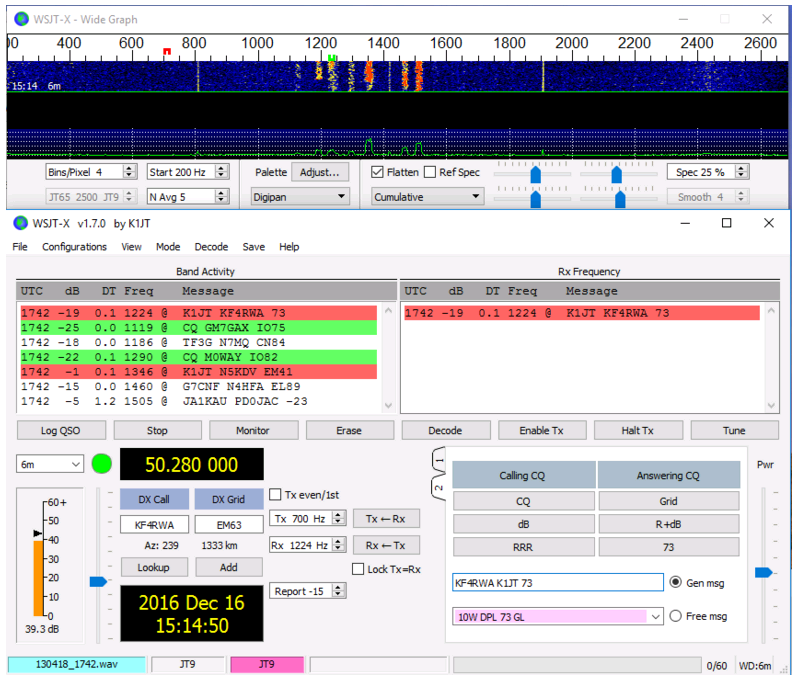 WSJT-X - Wide Graph
00 400 600 800 1000 1200 1400 1600 1800 2000 2200 2400 2600
15:14 6m
Bins/Pixel 4 Start 200 Hz Palette Adjust... Flatten Ref Spec Spec 25 %
JT65 2500 JT9 N Avg 5 Digipan Cumulative Smooth 4
WSJT-X v1.7.0 by K1JT
File Configurations View Mode Decode Save Help
Band Activity Rx Frequency
UTC dB DT Freq Message UTC dB DT Freq Message
1742 -19 0.1 1224 @ K1JT KF4RWA 73 1742 -19 0.1 1224 @ K1JT KF4RWA 73
1742 -25 0.0 1119 @ CQ GM7GAX IO75
1742 -18 0.0 1186 @ TF3G N7MQ CN84
1742 -22 0.1 1290 @ CQ M0WAY IO82
1742 -1 0.1 1346 @ K1JT N5KDV EM41
1742 -15 0.0 1460 @ G7CNF N4HFA EL89
1742 -5 1.2 1505 @ JA1KAU PD0JAC -23
Log QSO Stop Monitor Erase Decode Enable Tx Halt Tx Tune
6m 50.280 000 1 Calling CQ Answering CQ Pwr
2 CQ Grid
DX Call DX Grid Tx even/1st
KF4RWA EM63 Tx 700 Hz Tx ← Rx dB R+dB
Az: 239 1333 km Rx 1224 Hz Rx ← Tx RRR 73
Lookup Add Lock Tx=Rx
KF4RWA K1JT 73 Gen msg
Report -15
2016 Dec 16 10W DPL 73 GL Free msg
15:14:50
60+
50
40
30
20
10
0
39.3 dB
130418_1742.wav JT9 JT9 0/60 WD:6m